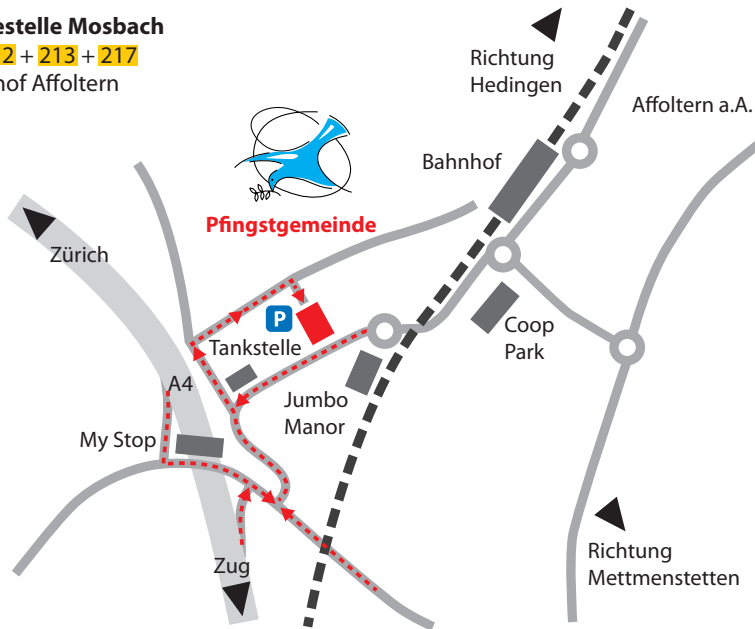 estelle Mosbach
2 + 213 + 217
hof Affoltern
Richtung
Hedingen
Affoltern a.A.
Bahnhof
Pfingstgemeinde
Zürich
P
Tankstelle
Coop
Park
A4
Jumbo
Manor
My Stop
Zug
Richtung
Mettmenstetten